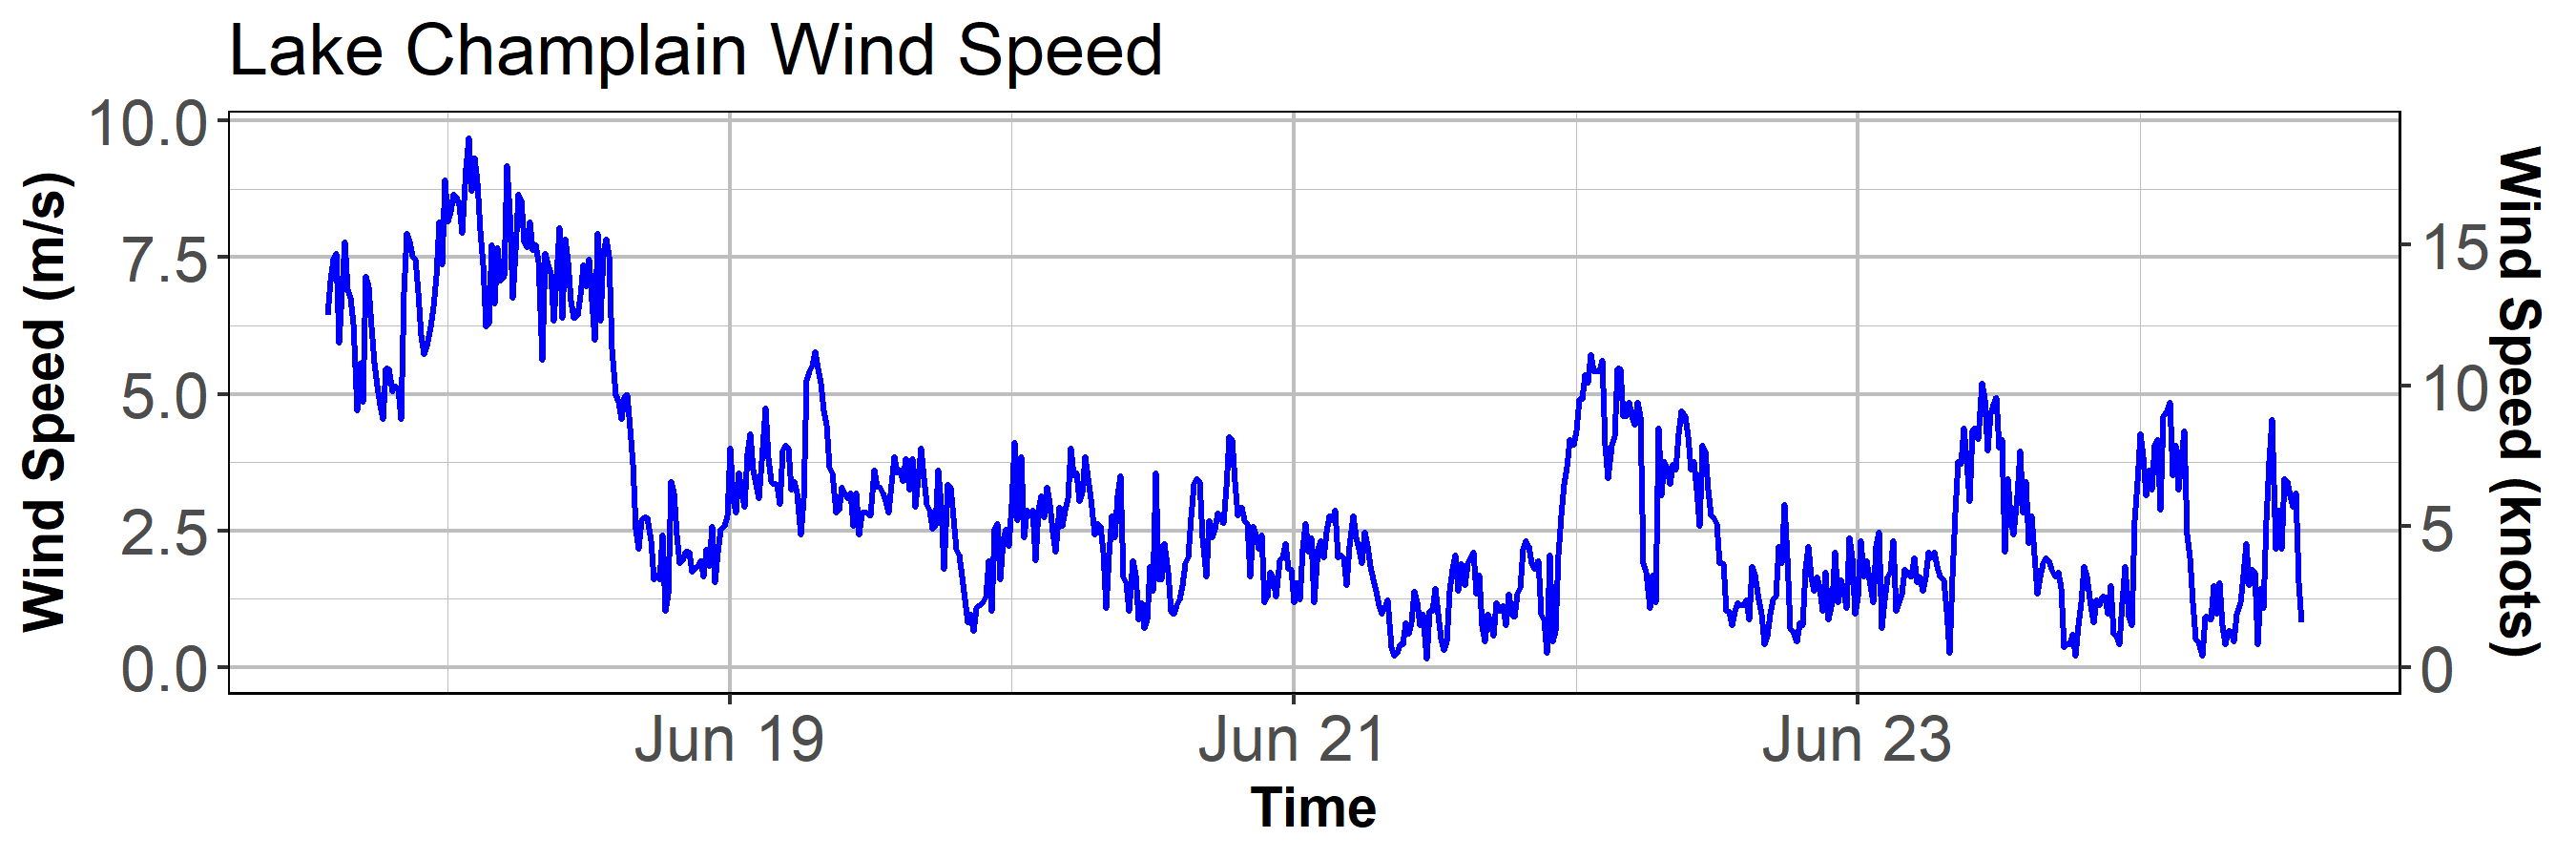 Lake Champlain Wind Speed
Wind Speed (m/s)
10.0
7.5
5.0
2.5
0.0
Wind Speed (knots)
15
10
5
0
Jun 19 Jun 21 Jun 23
Time